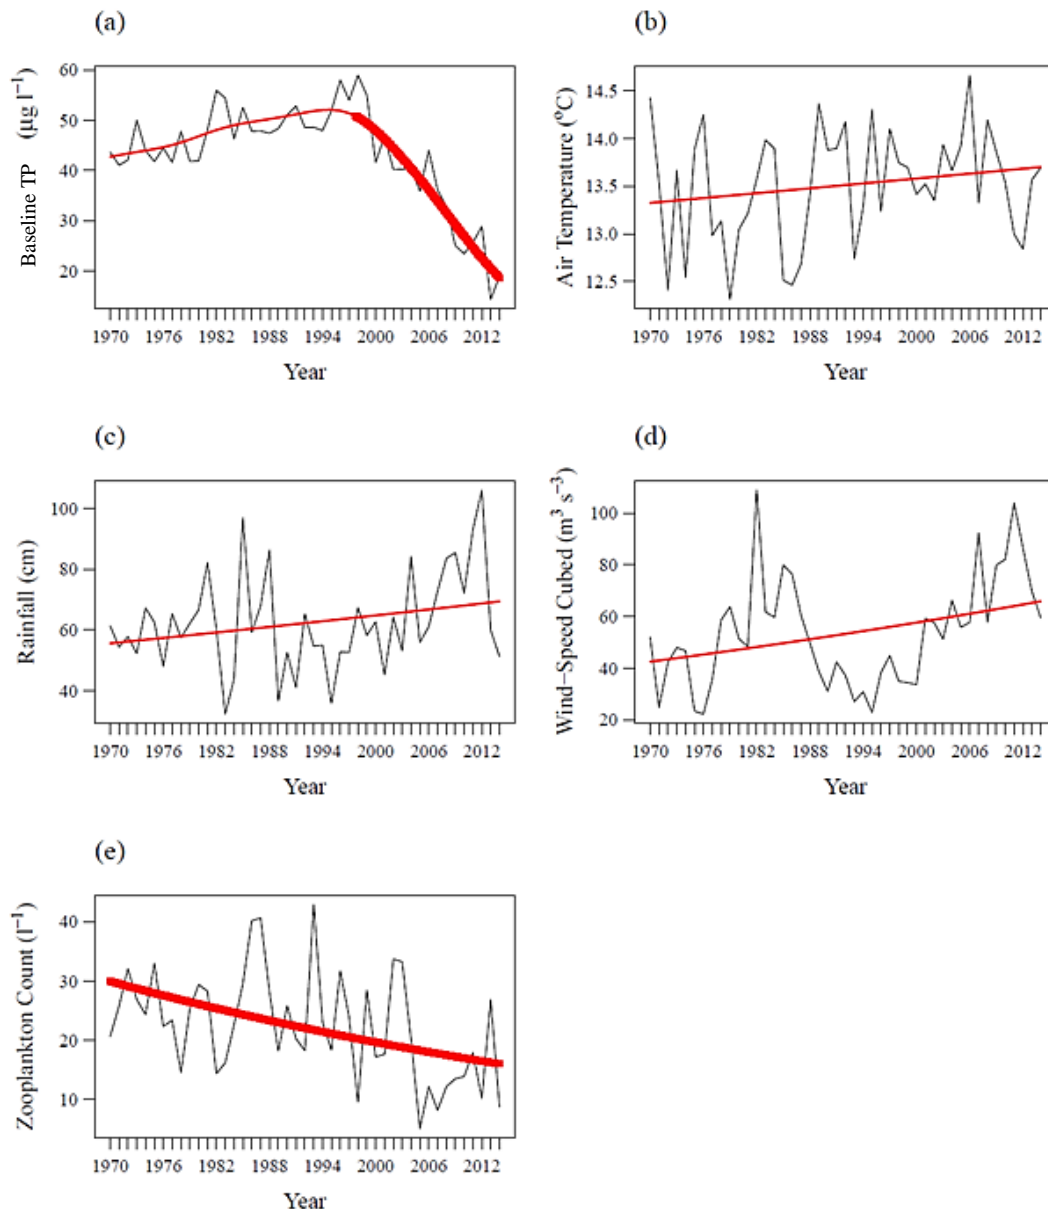 (a)
Baseline TP (µg l⁻¹)
60
50
40
30
20
1970 1976 1982 1988 1994 2000 2006 2012
Year
(b)
Air Temperature (°C)
14.5
14.0
13.5
13.0
12.5
1970 1976 1982 1988 1994 2000 2006 2012
Year
(c)
Rainfall (cm)
100
80
60
40
1970 1976 1982 1988 1994 2000 2006 2012
Year
(d)
Wind−Speed Cubed (m³ s⁻³)
100
80
60
40
20
1970 1976 1982 1988 1994 2000 2006 2012
Year
(e)
Zooplankton Count (l⁻¹)
40
30
20
10
1970 1976 1982 1988 1994 2000 2006 2012
Year